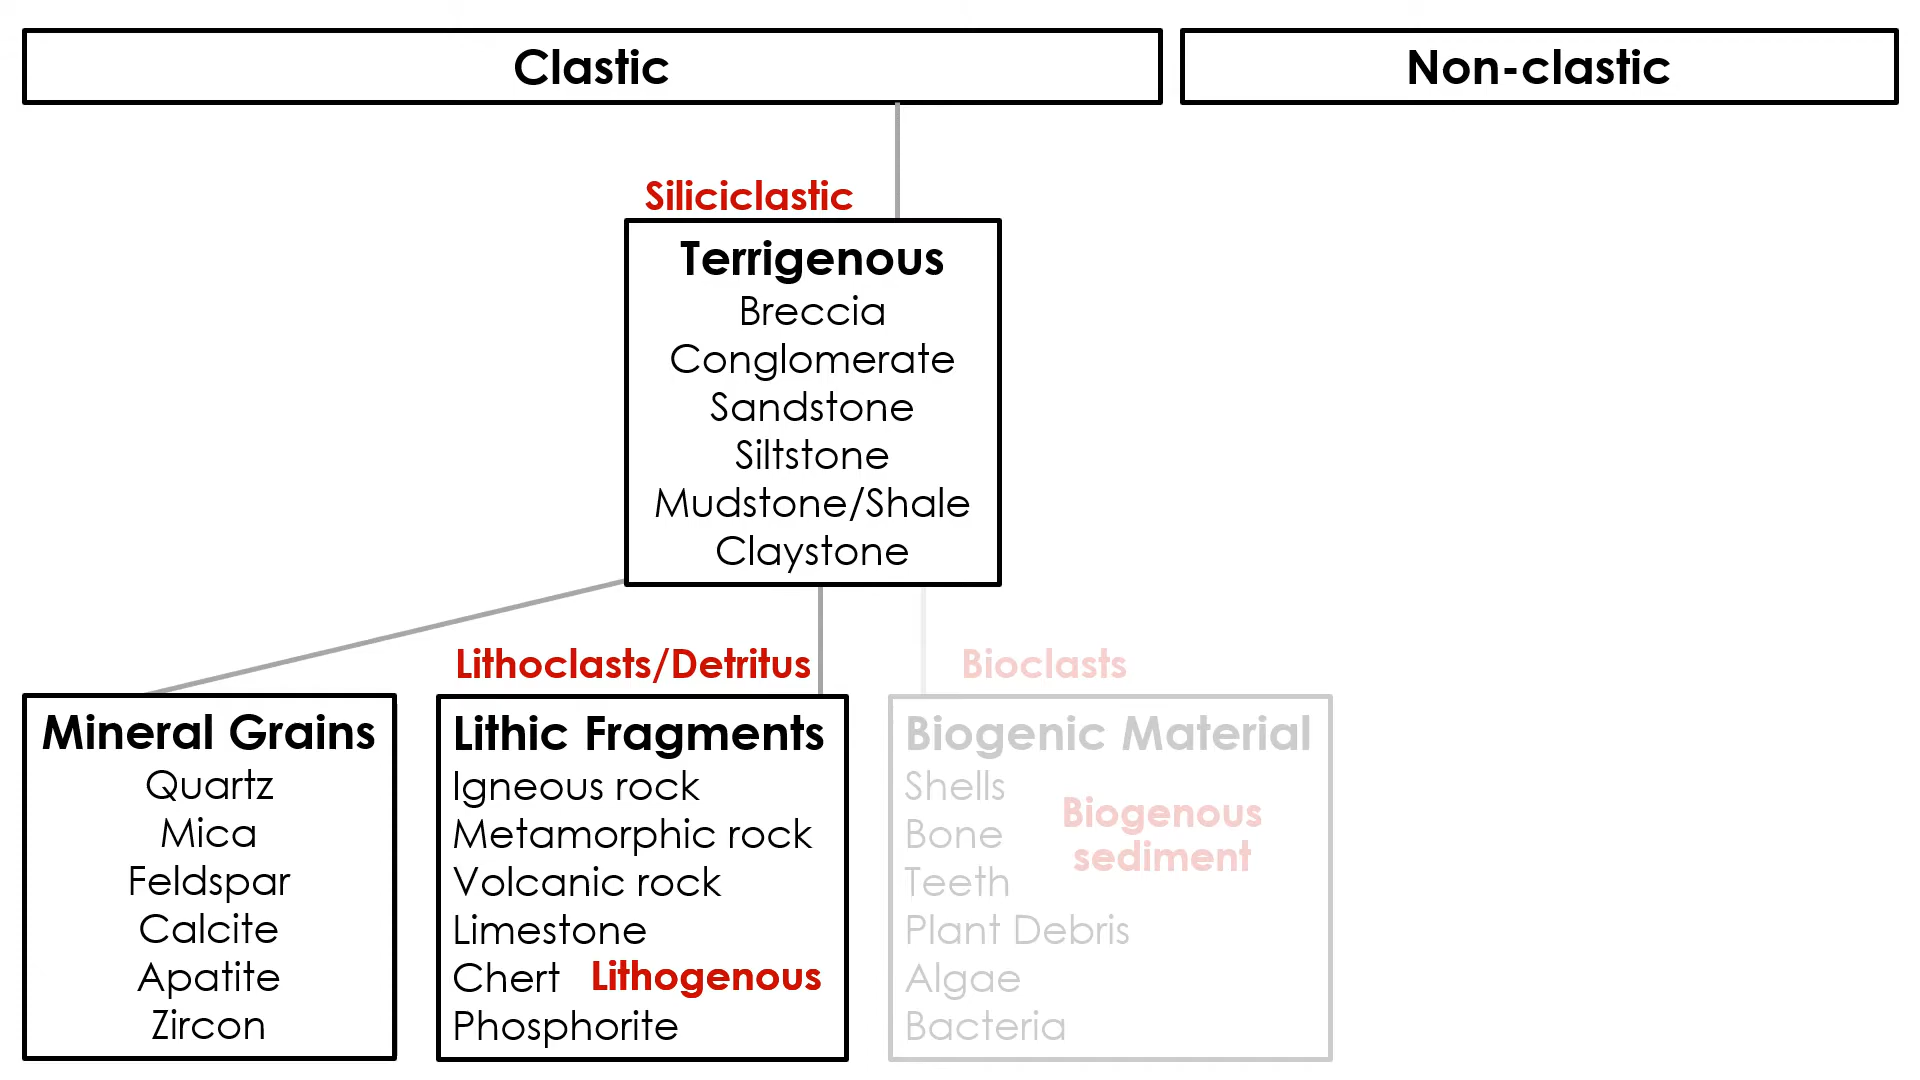 Clastic
Non-clastic
Siliciclastic
Terrigenous
Breccia
Conglomerate
Sandstone
Siltstone
Mudstone/Shale
Claystone
Mineral Grains
Quartz
Mica
Feldspar
Calcite
Apatite
Zircon
Lithoclasts/Detritus
Lithic Fragments
Igneous rock
Metamorphic rock
Volcanic rock
Limestone
Chert
Lithogenous
Phosphorite
Bioclasts
Biogenic Material
Shells
Bone
Teeth
Plant Debris
Algae
Bacteria
Biogenous
sediment